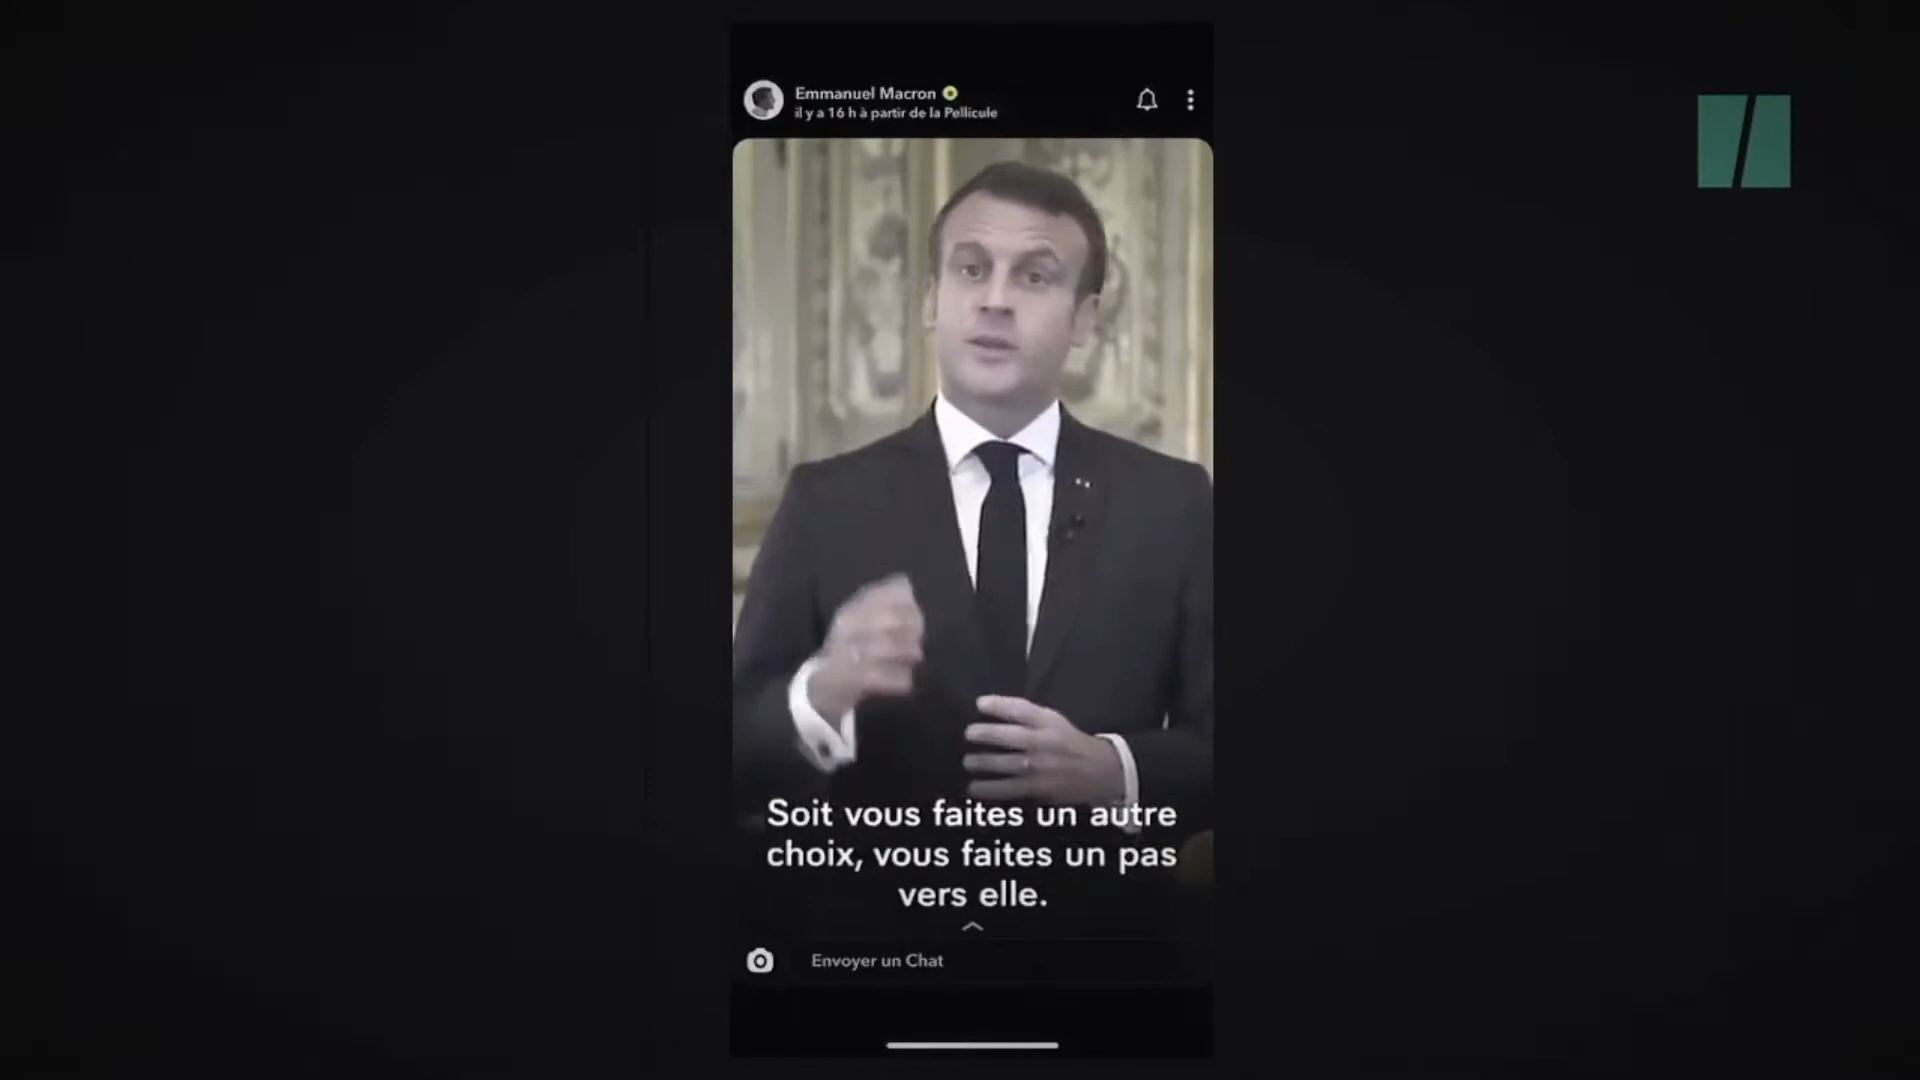 Emmanuel Macron
il y a 16 h à partir de la Pellicule
Soit vous faites un autre
choix, vous faites un pas
vers elle.
Envoyer un Chat